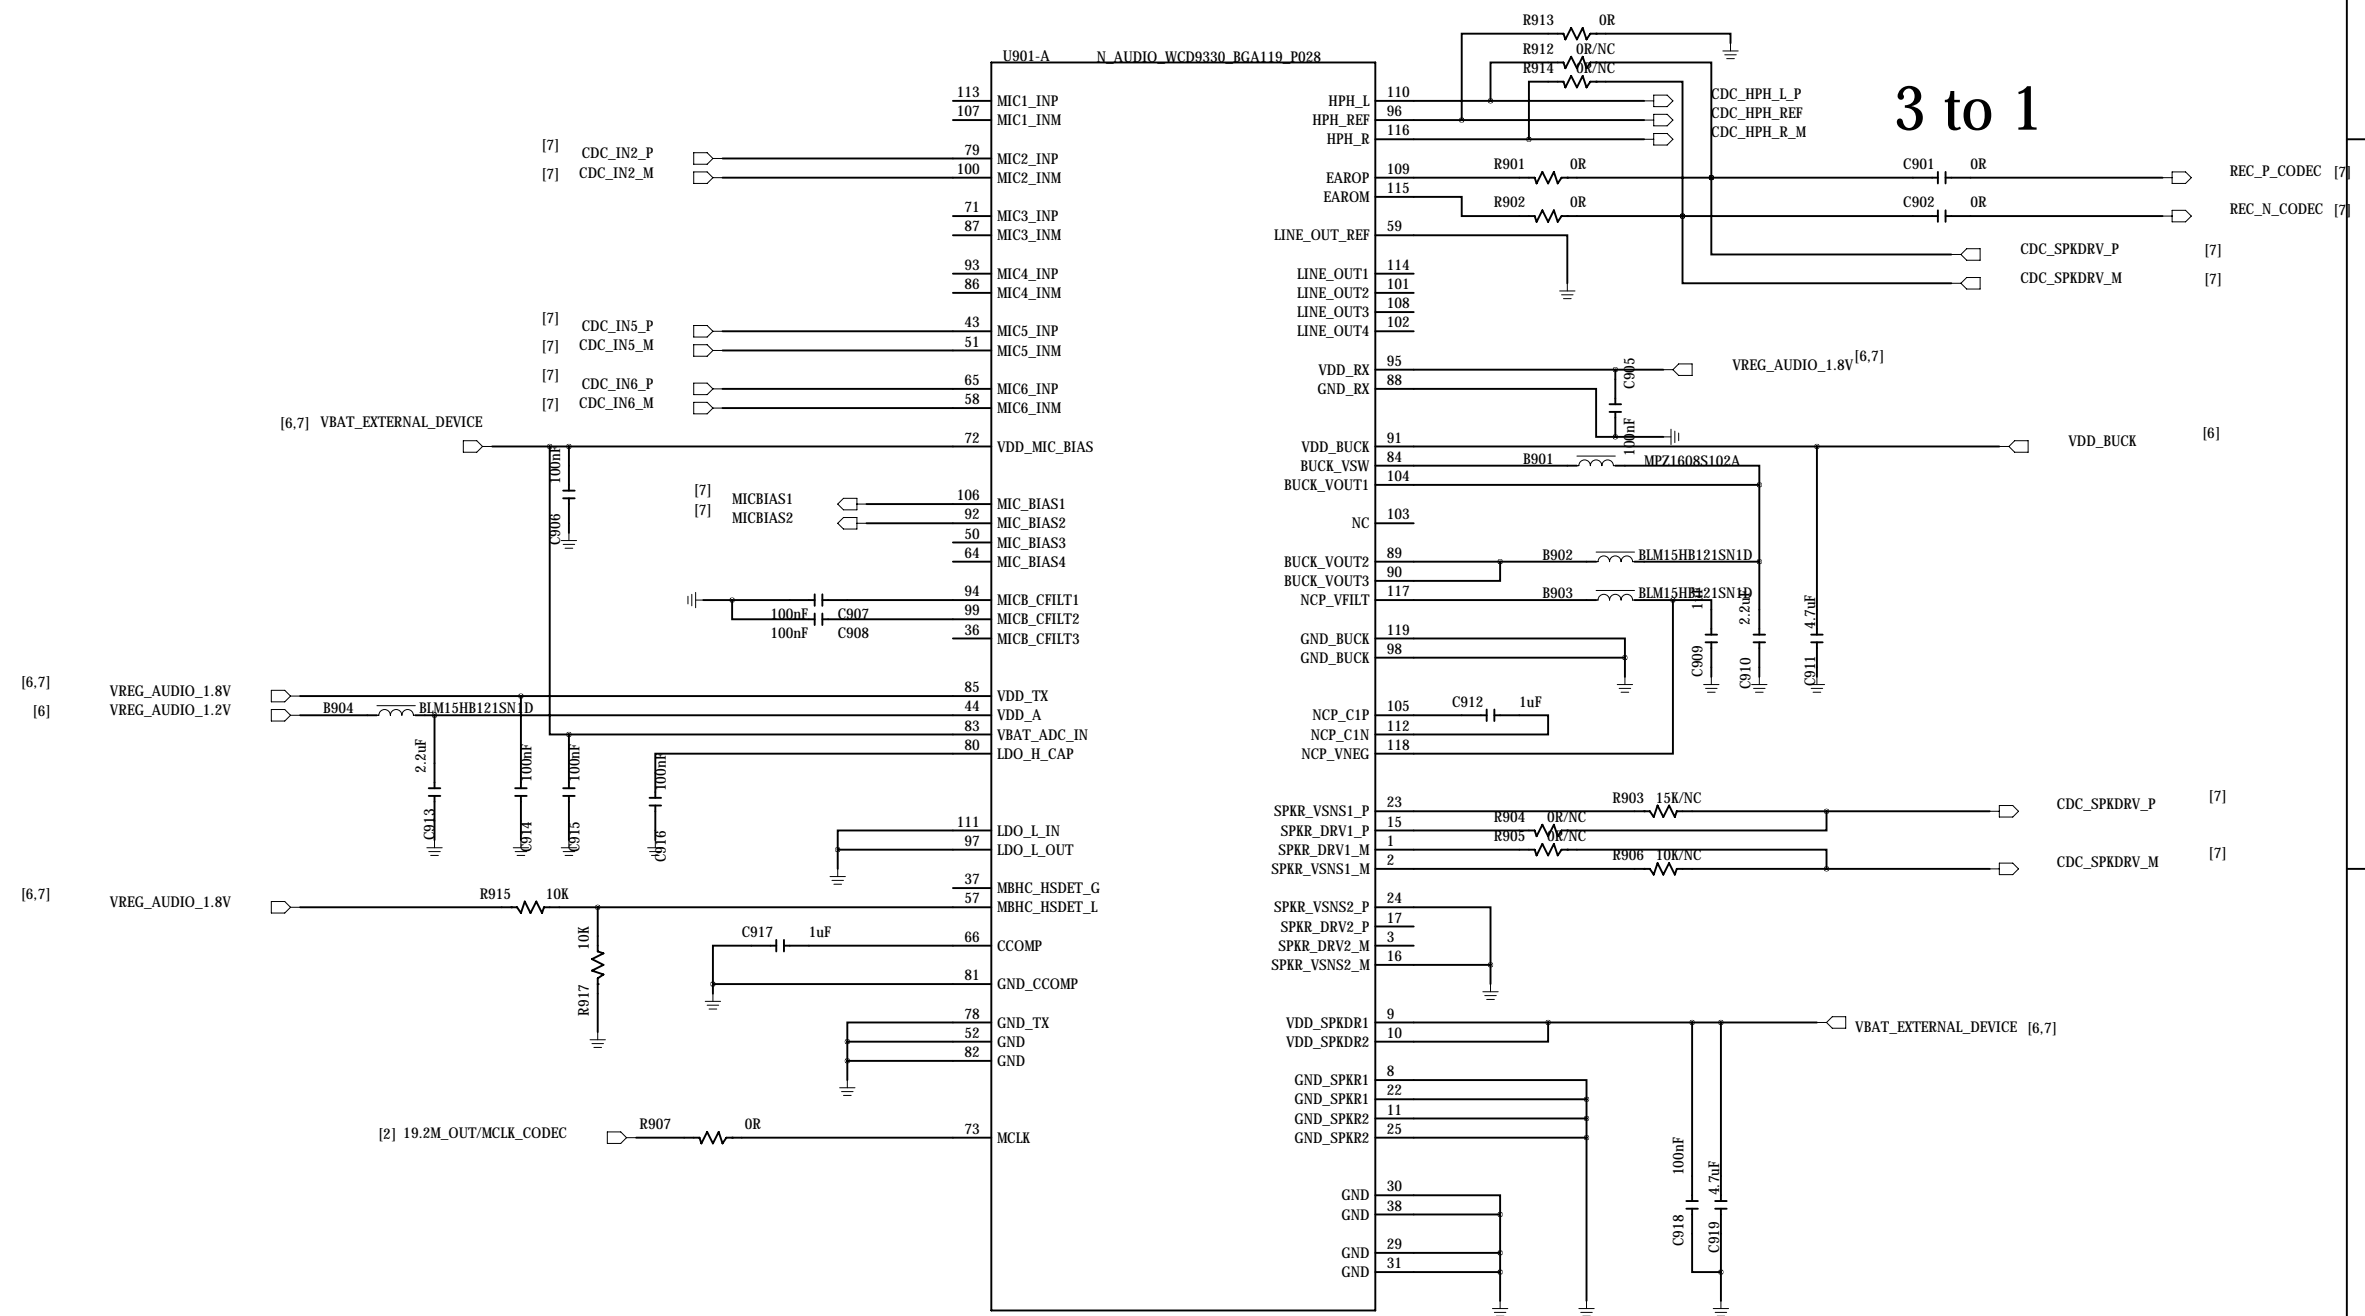 R913 0R
R912 0R/NC
R914 0R/NC
U901-A N_AUDIO_WCD9330_BGA119_P028
3 to 1
113 MIC1_INP
107 MIC1_INM
[7] CDC_IN2_P 79 MIC2_INP
[7] CDC_IN2_M 100 MIC2_INM
71 MIC3_INP
87 MIC3_INM
93 MIC4_INP
86 MIC4_INM
[7] CDC_IN5_P 43 MIC5_INP
[7] CDC_IN5_M 51 MIC5_INM
[7] CDC_IN6_P 65 MIC6_INP
[7] CDC_IN6_M 58 MIC6_INM
[6,7] VBAT_EXTERNAL_DEVICE 72 VDD_MIC_BIAS
100nF
C906
[7] MICBIAS1 106 MIC_BIAS1
[7] MICBIAS2 92 MIC_BIAS2
50 MIC_BIAS3
64 MIC_BIAS4
94 MICB_CFILT1
100nF C907 99 MICB_CFILT2
100nF C908 36 MICB_CFILT3
[6,7] VREG_AUDIO_1.8V 85 VDD_TX
[6] VREG_AUDIO_1.2V B904 BLM15HB121SN1D 44 VDD_A
83 VBAT_ADC_IN
80 LDO_H_CAP
2.2uF 100nF 100nF 100nF
C913 C914 C915 C916
111 LDO_L_IN
97 LDO_L_OUT
37 MBHC_HSDET_G
[6,7] VREG_AUDIO_1.8V R915 10K 57 MBHC_HSDET_L
10K
R917
C917 1uF 66 CCOMP
81 GND_CCOMP
78 GND_TX
52 GND
82 GND
[2] 19.2M_OUT/MCLK_CODEC R907 0R 73 MCLK
HPH_L 110 CDC_HPH_L_P
HPH_REF 96 CDC_HPH_REF
HPH_R 116 CDC_HPH_R_M
EAROP 109 R901 0R C901 0R REC_P_CODEC [7]
EAROM 115 R902 0R C902 0R REC_N_CODEC [7]
LINE_OUT_REF 59
CDC_SPKDRV_P [7]
CDC_SPKDRV_M [7]
LINE_OUT1 114
LINE_OUT2 101
LINE_OUT3 108
LINE_OUT4 102
VDD_RX 95 VREG_AUDIO_1.8V [6,7]
GND_RX 88
C905
100nF
VDD_BUCK 91 VDD_BUCK [6]
BUCK_VSW 84 B901 MPZ1608S102A
BUCK_VOUT1 104
NC 103
BUCK_VOUT2 89 B902 BLM15HB121SN1D
BUCK_VOUT3 90
NCP_VFILT 117 B903 BLM15HB121SN1D
2.2uF 4.7uF
C909 C910 C911
GND_BUCK 119
GND_BUCK 98
NCP_C1P 105 C912 1uF
NCP_C1N 112
NCP_VNEG 118
SPKR_VSNS1_P 23 R903 15K/NC CDC_SPKDRV_P [7]
SPKR_DRV1_P 15 R904 0R/NC
SPKR_DRV1_M 1 R905 0R/NC
SPKR_VSNS1_M 2 R906 10K/NC CDC_SPKDRV_M [7]
SPKR_VSNS2_P 24
SPKR_DRV2_P 17
SPKR_DRV2_M 3
SPKR_VSNS2_M 16
VDD_SPKDR1 9 VBAT_EXTERNAL_DEVICE [6,7]
VDD_SPKDR2 10
GND_SPKR1 8
GND_SPKR1 22
GND_SPKR2 11
GND_SPKR2 25
100nF 4.7uF
C918 C919
GND 30
GND 38
GND 29
GND 31